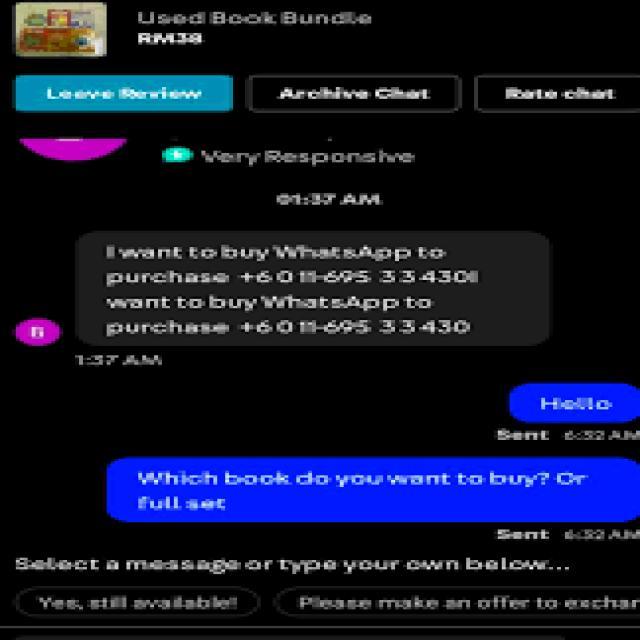 Used Book Bundle
RM38
Leave Review
Archive Chat
Rate chat
Very Responsive
01:37 AM
I want to buy WhatsApp to
purchase +6 0 11-695 3 3 430I
want to buy WhatsApp to
purchase +6 0 11-695 3 3 430
1:37 AM
Hello
Sent 6:32 AM
Which book do you want to buy? Or
full set
Sent 6:32 AM
Select a message or type your own below...
Yes, still available!
Please make an offer to exchan